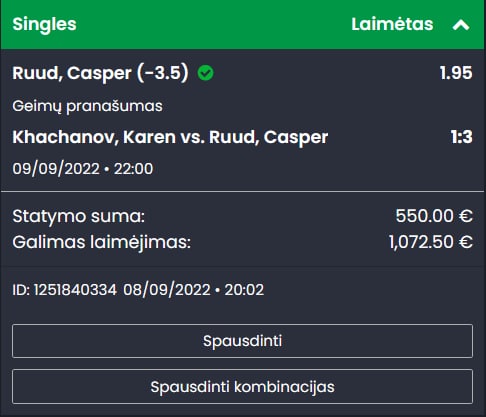 Singles Laimėtas
Ruud, Casper (-3.5) 1.95
Geimų pranašumas
Khachanov, Karen vs. Ruud, Casper 1:3
09/09/2022 • 22:00
Statymo suma: 550.00 €
Galimas laimėjimas: 1,072.50 €
ID: 1251840334 08/09/2022 • 20:02
Spausdinti
Spausdinti kombinacijas